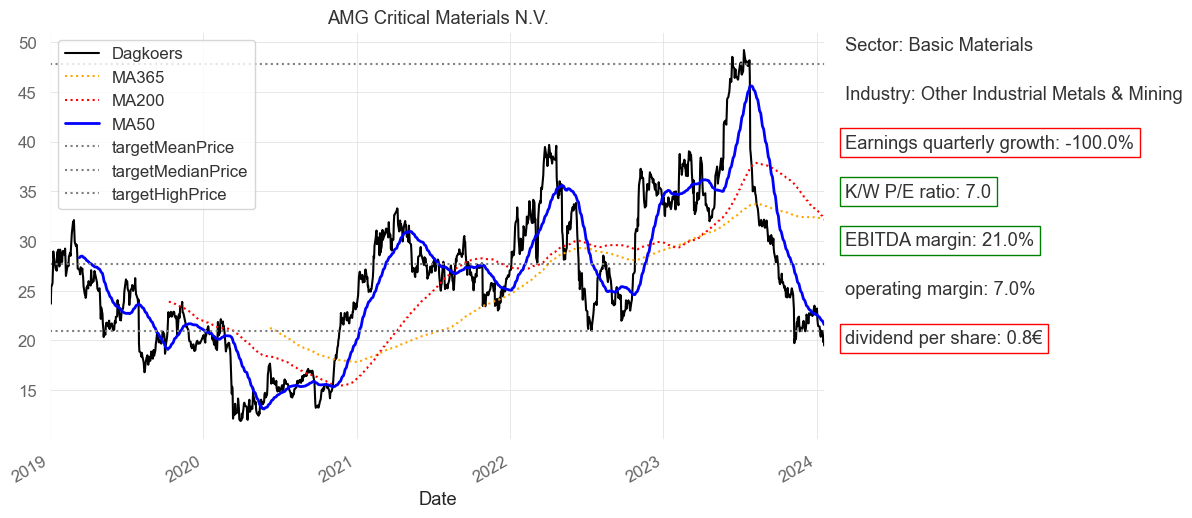 AMG Critical Materials N.V.
Dagkoers
MA365
MA200
MA50
targetMeanPrice
targetMedianPrice
targetHighPrice
50
45
40
35
30
25
20
15
2019
2020
2021
2022
2023
2024
Date
Sector: Basic Materials
Industry: Other Industrial Metals & Mining
Earnings quarterly growth: -100.0%
K/W P/E ratio: 7.0
EBITDA margin: 21.0%
operating margin: 7.0%
dividend per share: 0.8€